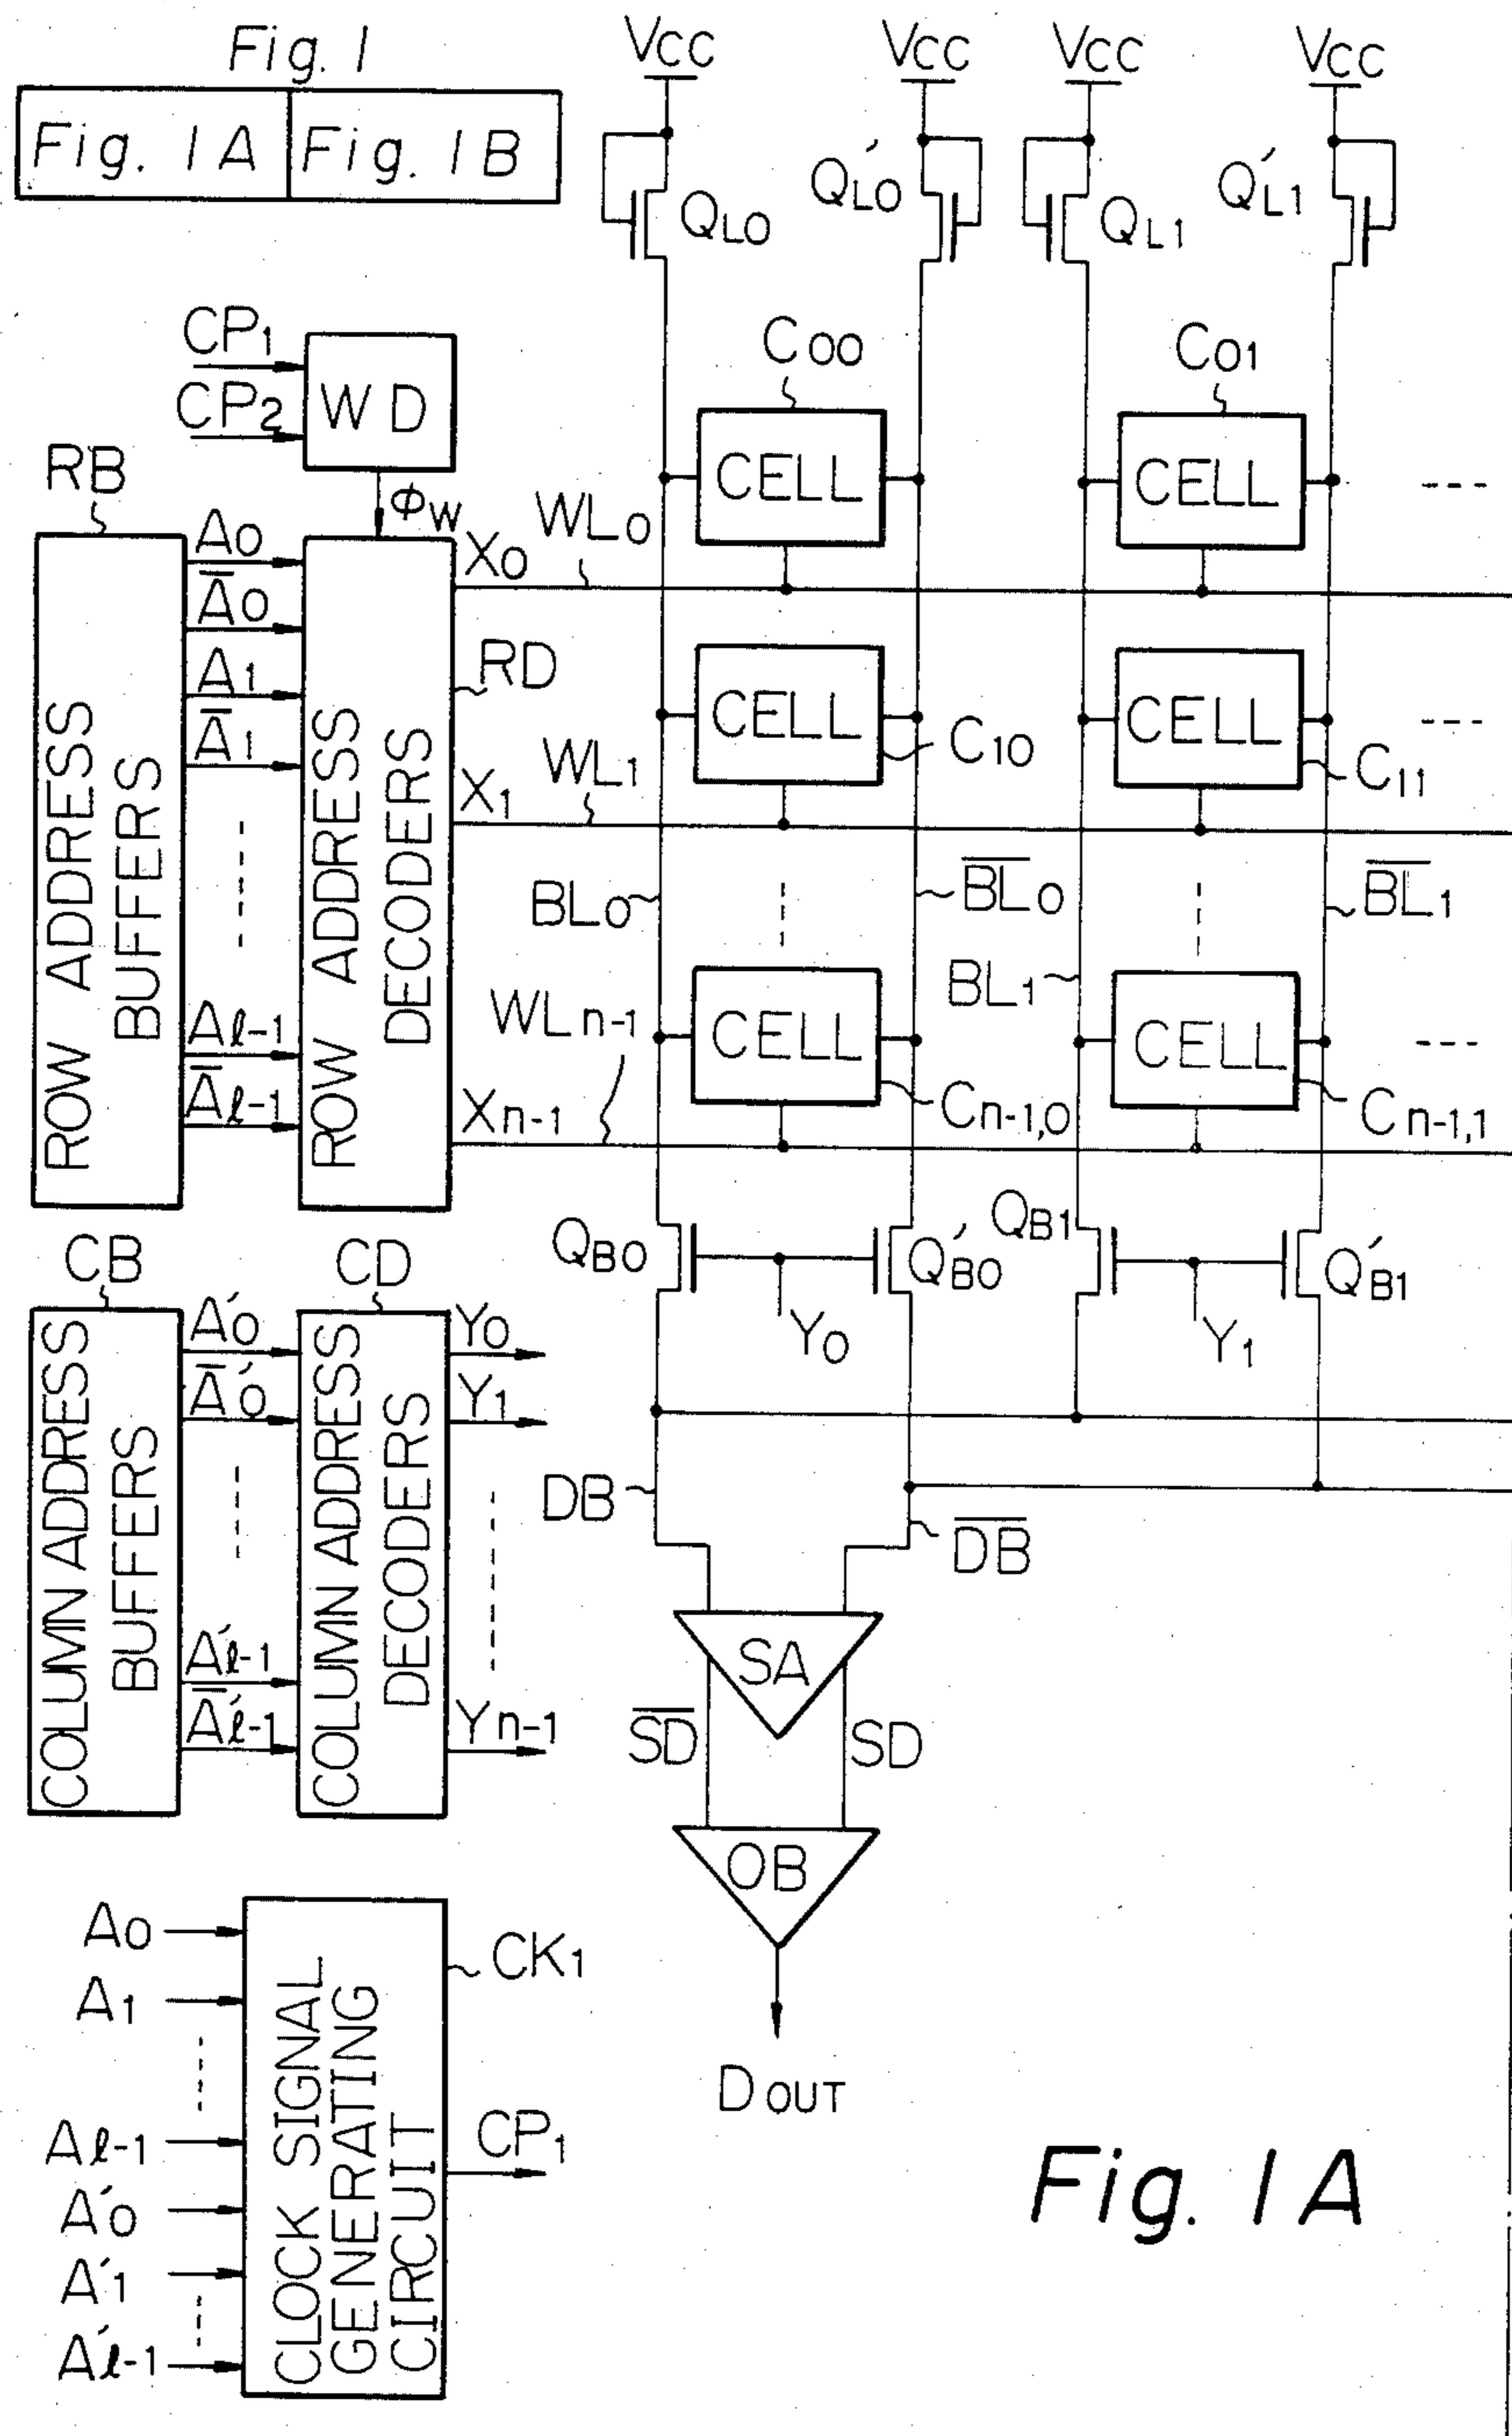 Fig. 1
Fig. 1A Fig. 1B
VCC VCC VCC VCC
QL0 Q'L0 QL1 Q'L1
CP1
CP2
WD
ϕW
C00 C01
CELL CELL ---
RB
A0
A̅0
A1
A̅1
Aℓ-1
A̅ℓ-1
ROW ADDRESS
BUFFERS
ROW ADDRESS
DECODERS
RD
X0 WL0
X1 WL1
Xn-1 WLn-1
CELL C10 CELL C11 ---
BL0 B̅L̅0 BL1 B̅L̅1
CELL Cn-1,0 CELL Cn-1,1 ---
QB0 Q'B0 QB1 Q'B1
Y0 Y1
CB CD
COLUMN ADDRESS
BUFFERS
A'0
A̅'0
A'ℓ-1
A̅'ℓ-1
COLUMN ADDRESS
DECODERS
Y0
Y1
Yn-1
DB D̅B̅
SA
S̅D̅ SD
OB
DOUT
A0
A1
Aℓ-1
A'0
A'1
A'ℓ-1
CLOCK SIGNAL
GENERATING
CIRCUIT
CK1
CP1
Fig. 1A